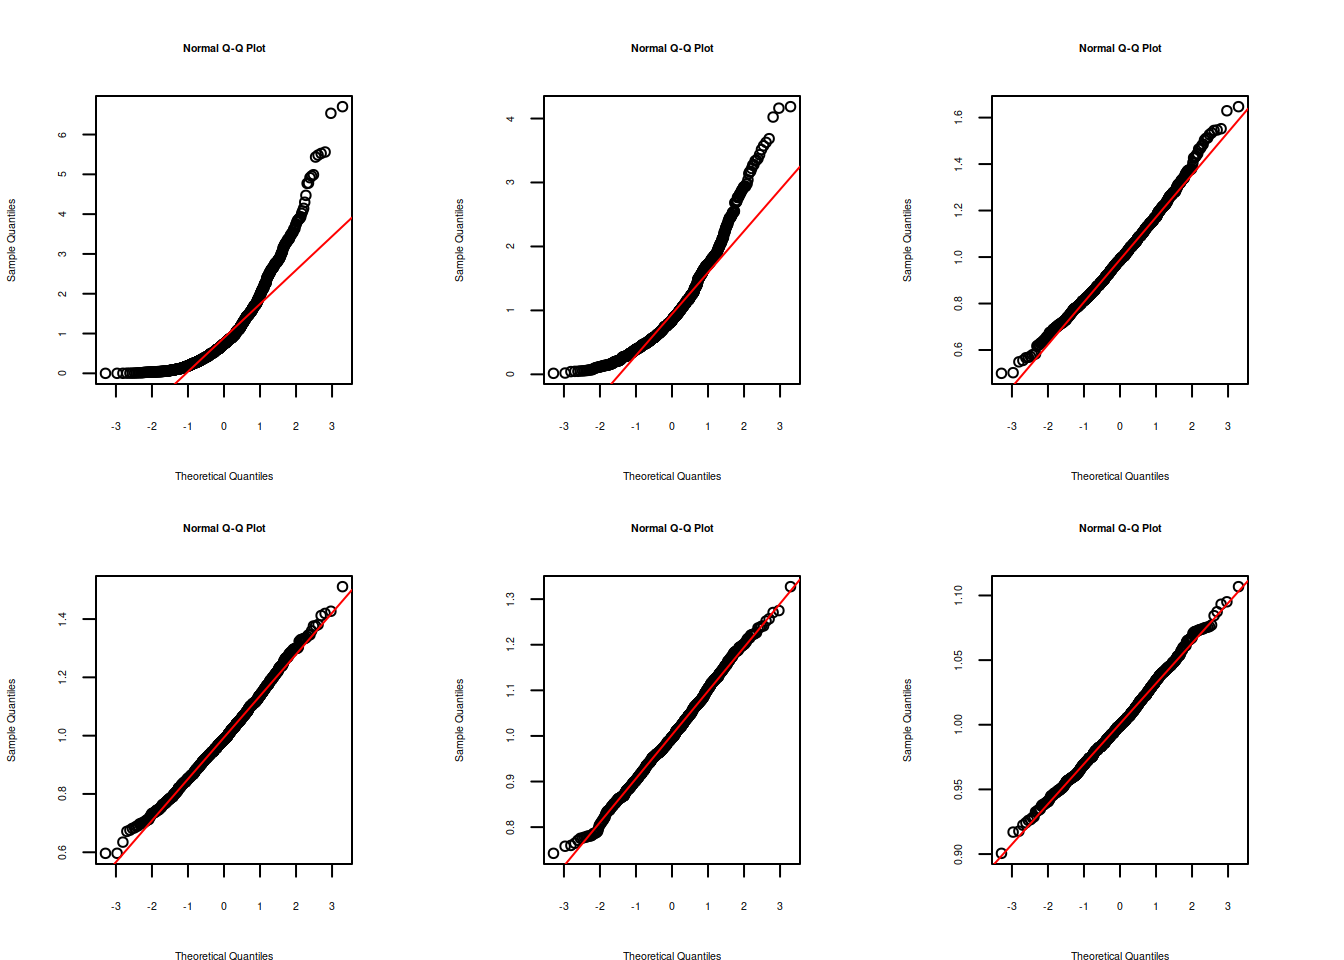 Normal Q-Q Plot
Sample Quantiles
6
5
4
3
2
1
0
-3 -2 -1 0 1 2 3
Theoretical Quantiles
Normal Q-Q Plot
Sample Quantiles
4
3
2
1
0
-3 -2 -1 0 1 2 3
Theoretical Quantiles
Normal Q-Q Plot
Sample Quantiles
1.6
1.4
1.2
1.0
0.8
0.6
-3 -2 -1 0 1 2 3
Theoretical Quantiles
Normal Q-Q Plot
Sample Quantiles
1.4
1.2
1.0
0.8
0.6
-3 -2 -1 0 1 2 3
Theoretical Quantiles
Normal Q-Q Plot
Sample Quantiles
1.3
1.2
1.1
1.0
0.9
0.8
-3 -2 -1 0 1 2 3
Theoretical Quantiles
Normal Q-Q Plot
Sample Quantiles
1.10
1.05
1.00
0.95
0.90
-3 -2 -1 0 1 2 3
Theoretical Quantiles